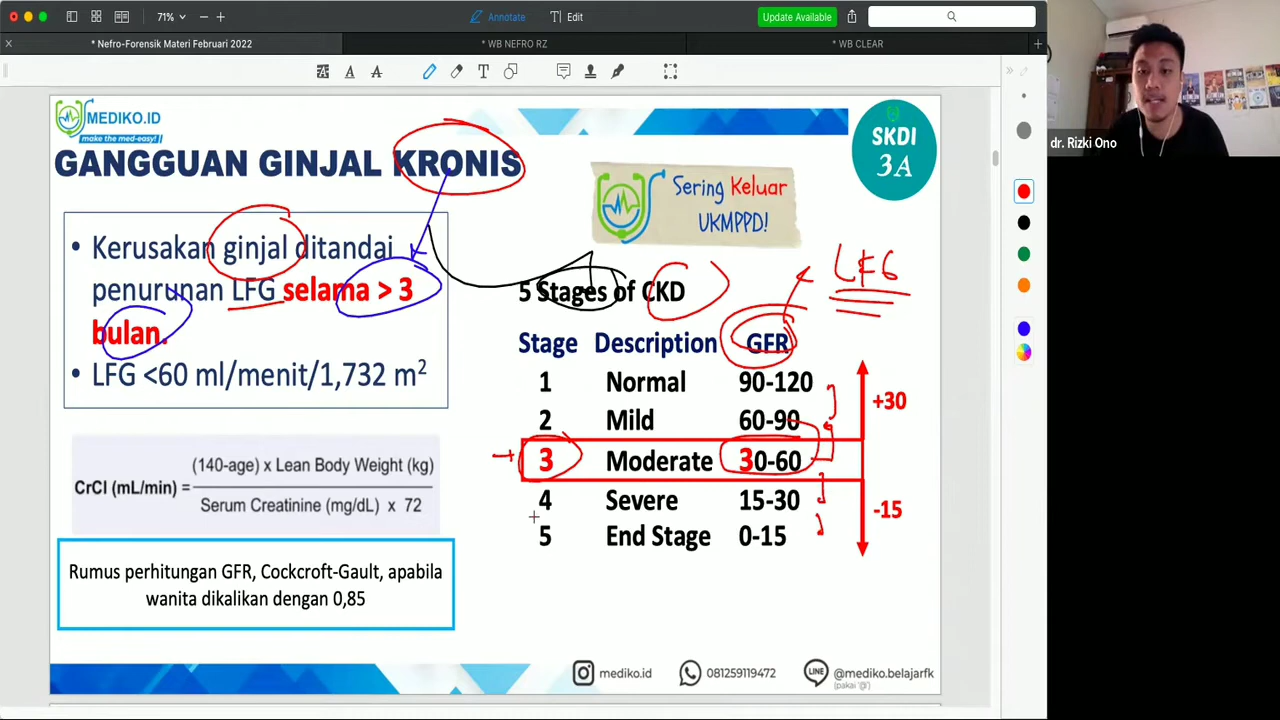 71%
Annotate
Edit
Update Available
* Nefro-Forensik Materi Februari 2022
* WB NEFRO RZ
* WB CLEAR
MEDIKO.ID
make the med-easy!
GANGGUAN GINJAL KRONIS
SKDI
3A
Sering Keluar
UKMPPD!
• Kerusakan ginjal ditandai
penurunan LFG selama > 3
bulan.
• LFG <60 ml/menit/1,732 m²
LFG
5 Stages of CKD
Stage Description GFR
1 Normal 90-120
2 Mild 60-90
3 Moderate 30-60
4 Severe 15-30
5 End Stage 0-15
+30
-15
CrCl (mL/min) = (140-age) x Lean Body Weight (kg)
Serum Creatinine (mg/dL) x 72
Rumus perhitungan GFR, Cockcroft-Gault, apabila
wanita dikalikan dengan 0,85
mediko.id
081259119472
LINE
@mediko.belajarfk
(pakai '@')
dr. Rizki Ono